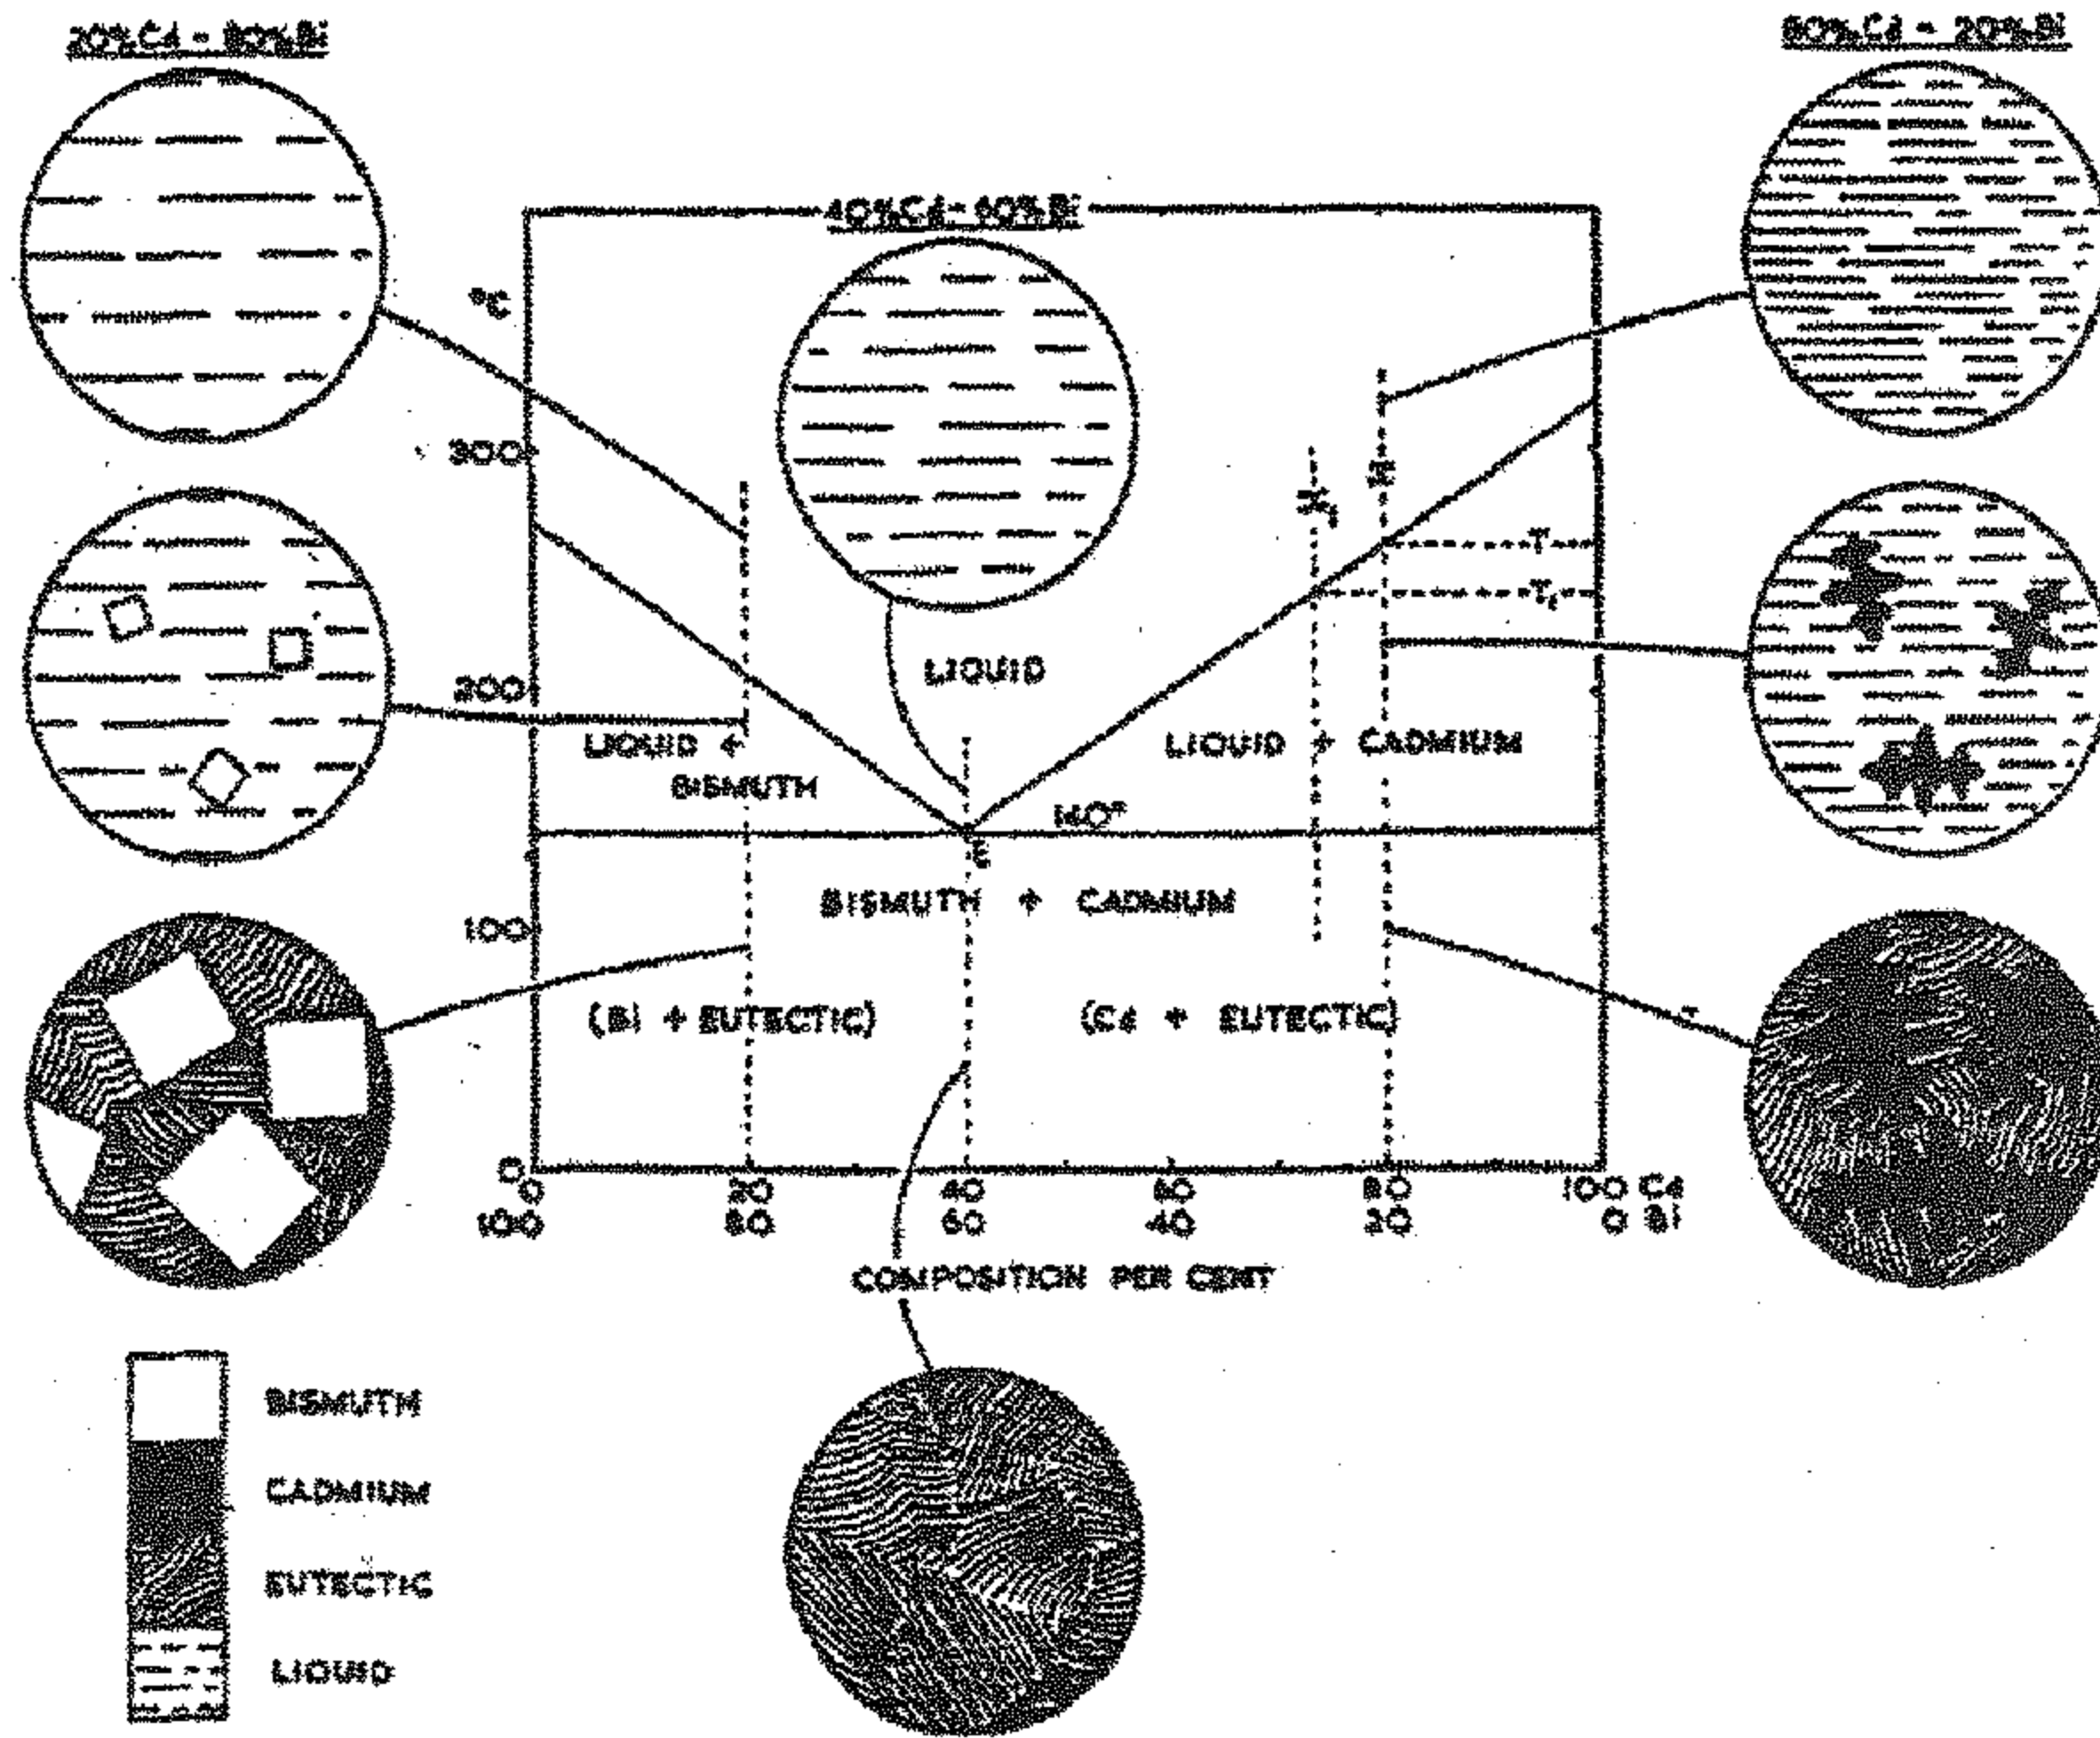 20%Cd - 80%Bi
80%Cd - 20%Bi
40%Cd - 60%Bi
°C
300
200
100
0
LIQUID
T
T₁
LIQUID +
BISMUTH
LIQUID + CADMIUM
140°
E
BISMUTH + CADMIUM
(Bi + EUTECTIC)
(Cd + EUTECTIC)
0 20 40 60 80 100 Cd
100 80 60 40 20 0 Bi
COMPOSITION PER CENT
BISMUTH
CADMIUM
EUTECTIC
LIQUID